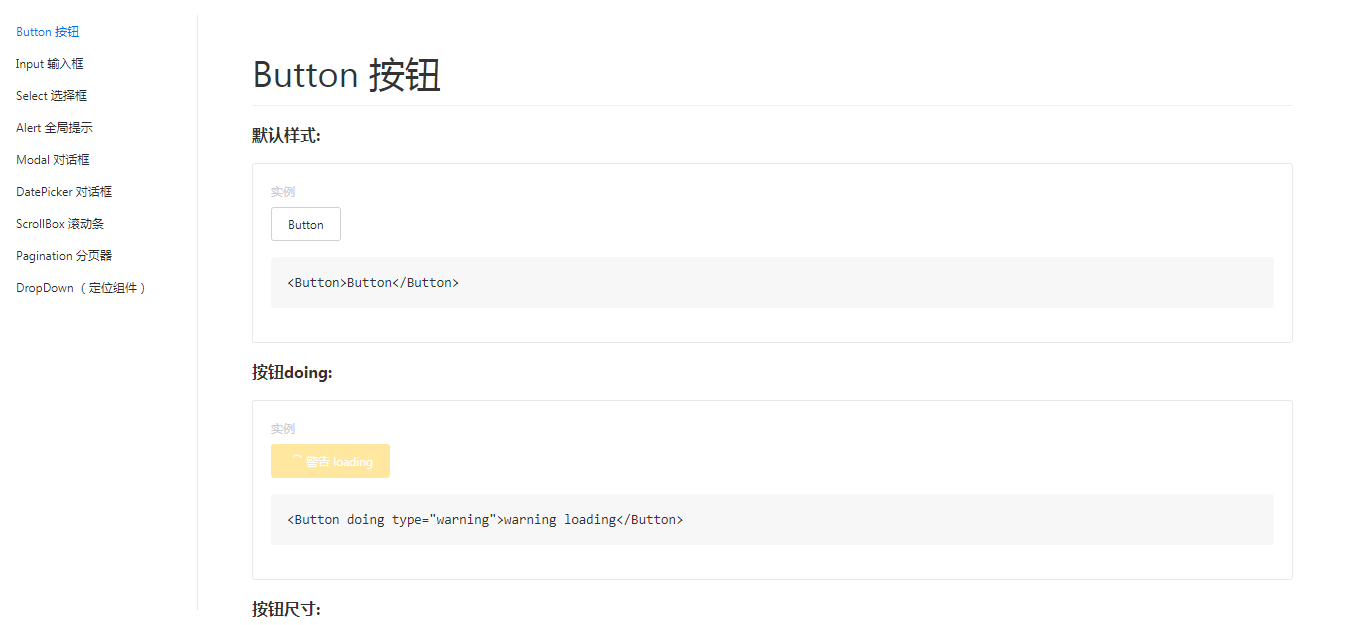 Button 按钮
Input 输入框
Select 选择框
Alert 全局提示
Modal 对话框
DatePicker 对话框
ScrollBox 滚动条
Pagination 分页器
DropDown （定位组件）
Button 按钮
默认样式:
实例
Button
<Button>Button</Button>
按钮doing:
实例
警告 loading
<Button doing type="warning">warning loading</Button>
按钮尺寸: